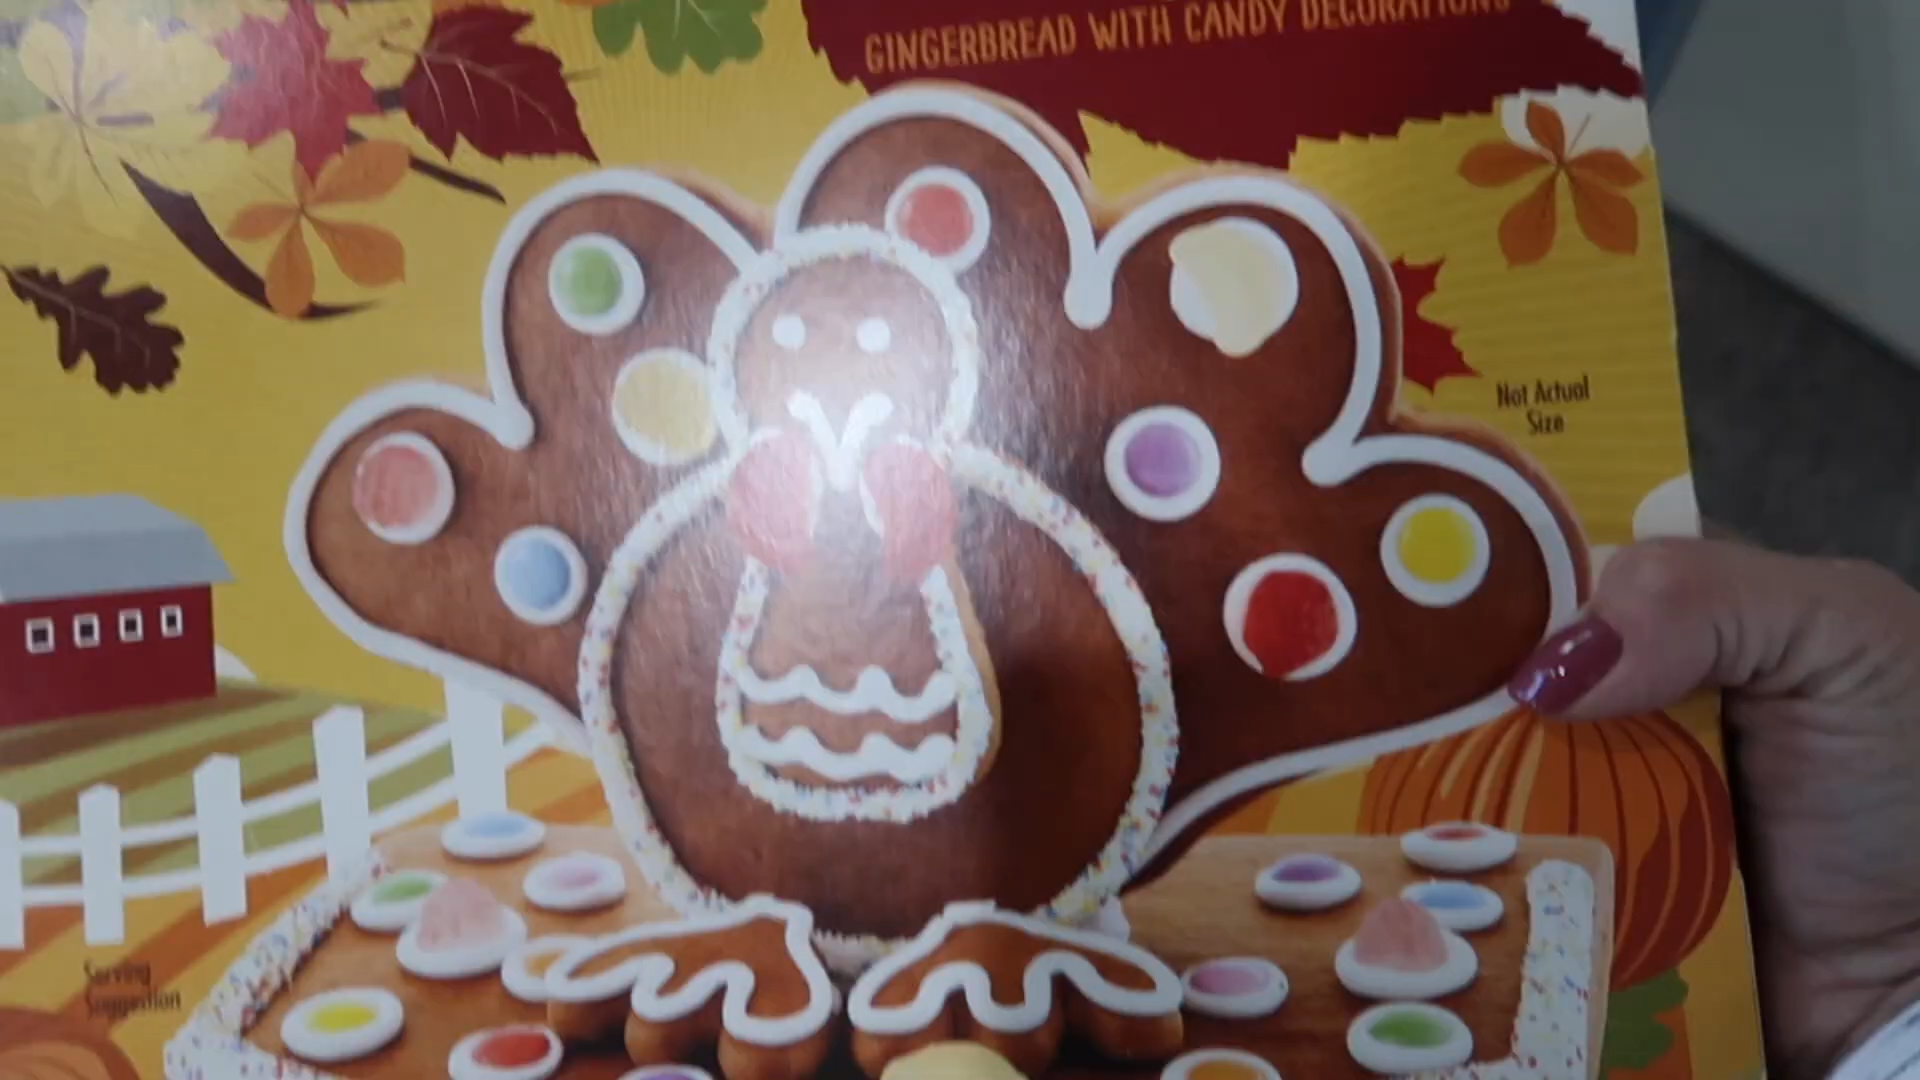 GINGERBREAD WITH CANDY DECORATIONS
Not Actual
Size
Serving
Suggestion